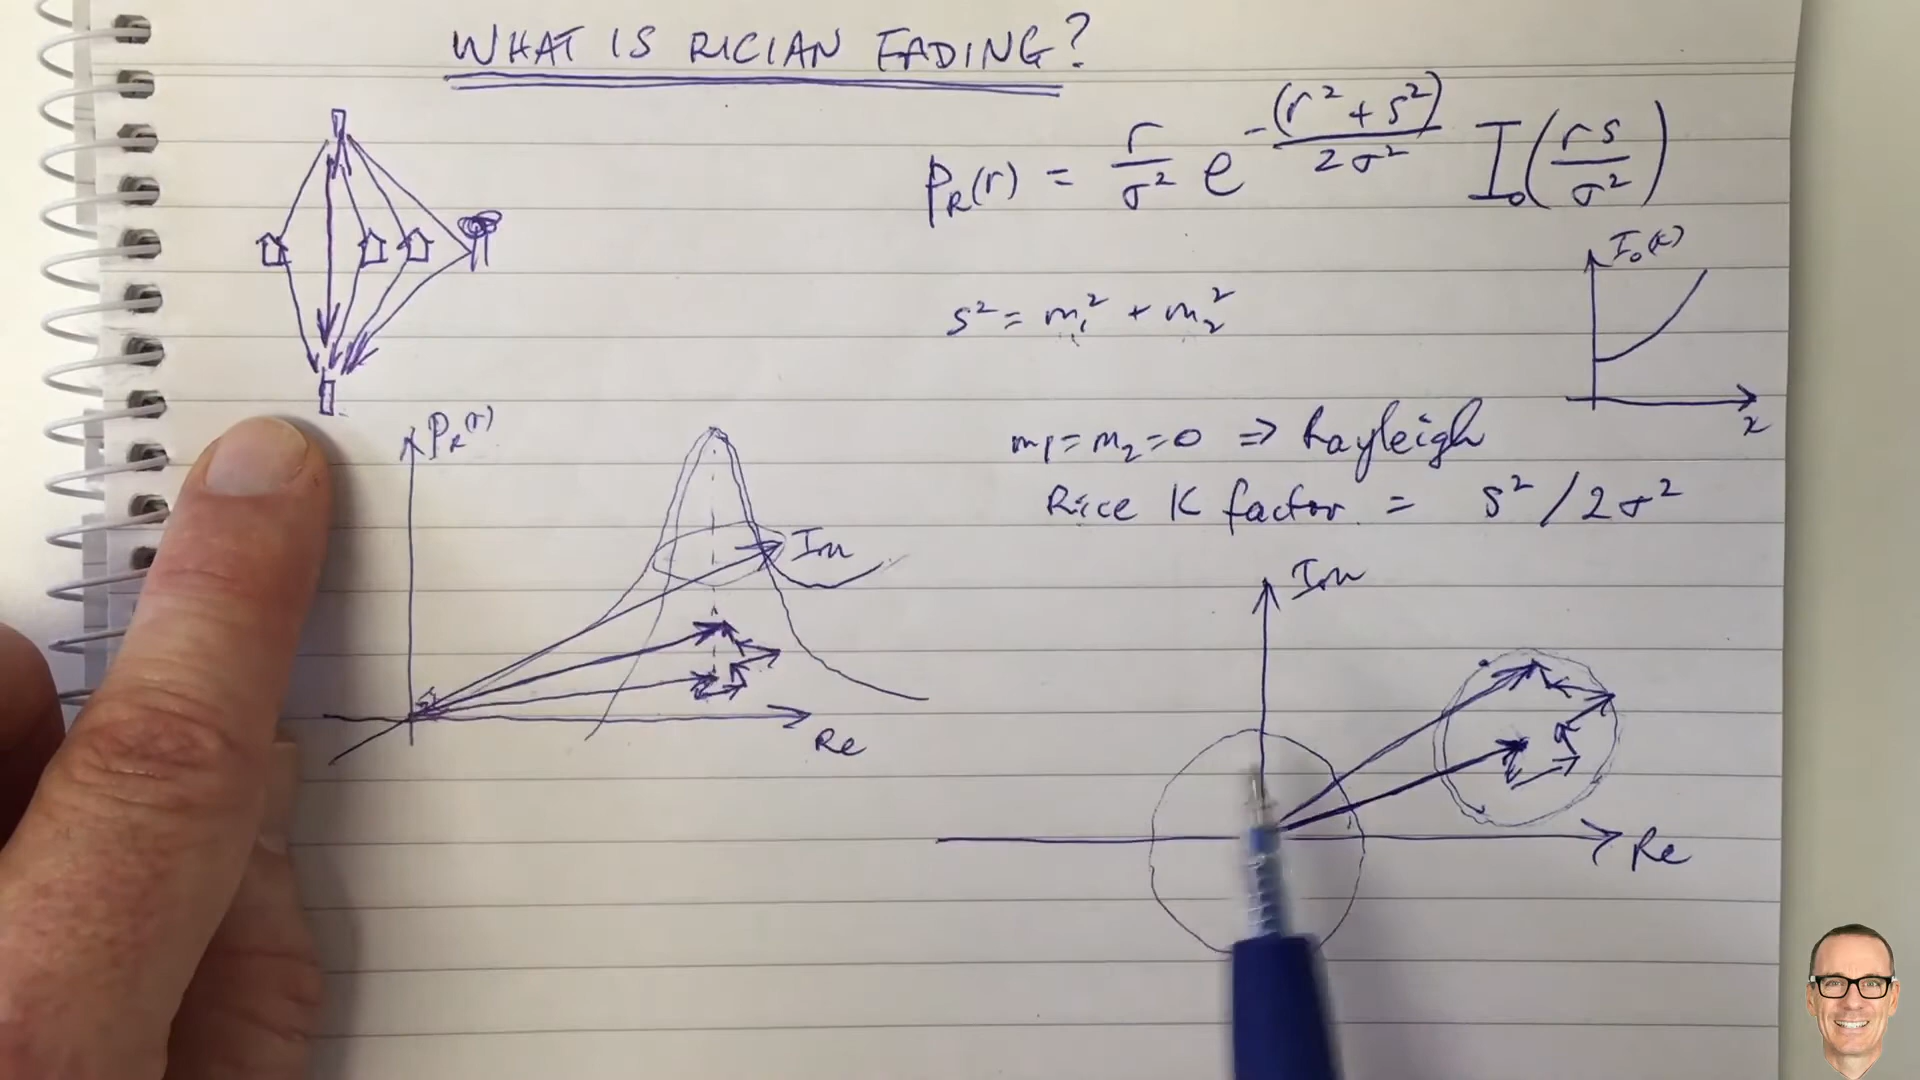 WHAT IS RICIAN FADING?
p_R(r) = r/σ² e^{-(r²+s²)/2σ²} I₀(rs/σ²)
I₀(x)
s² = m₁² + m₂²
x
P_R(r)
m₁=m₂=0 ⇒ Rayleigh
Rice K factor = s²/2σ²
Im
Im
Re
Re